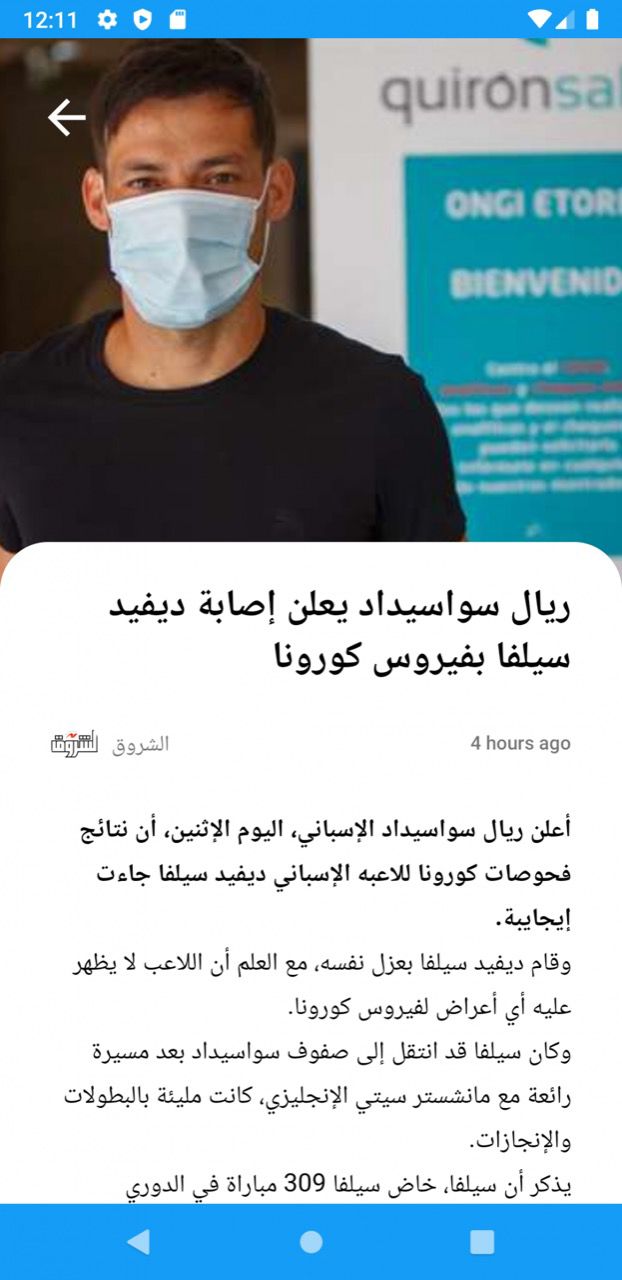 12:11
quirónsal
ONGI ETORI
BIENVENID
ريال سواسيداد يعلن إصابة ديفيد
سيلفا بفيروس كورونا
4 hours ago
الشروق
الشروق
أعلن ريال سواسيداد الإسباني، اليوم الإثنين، أن نتائج
فحوصات كورونا للاعبه الإسباني ديفيد سيلفا جاءت
إيجايبة.
وقام ديفيد سيلفا بعزل نفسه، مع العلم أن اللاعب لا يظهر
عليه أي أعراض لفيروس كورونا.
وكان سيلفا قد انتقل إلى صفوف سواسيداد بعد مسيرة
رائعة مع مانشستر سيتي الإنجليزي، كانت مليئة بالبطولات
والإنجازات.
يذكر أن سيلفا، خاض سيلفا 309 مباراة في الدوري